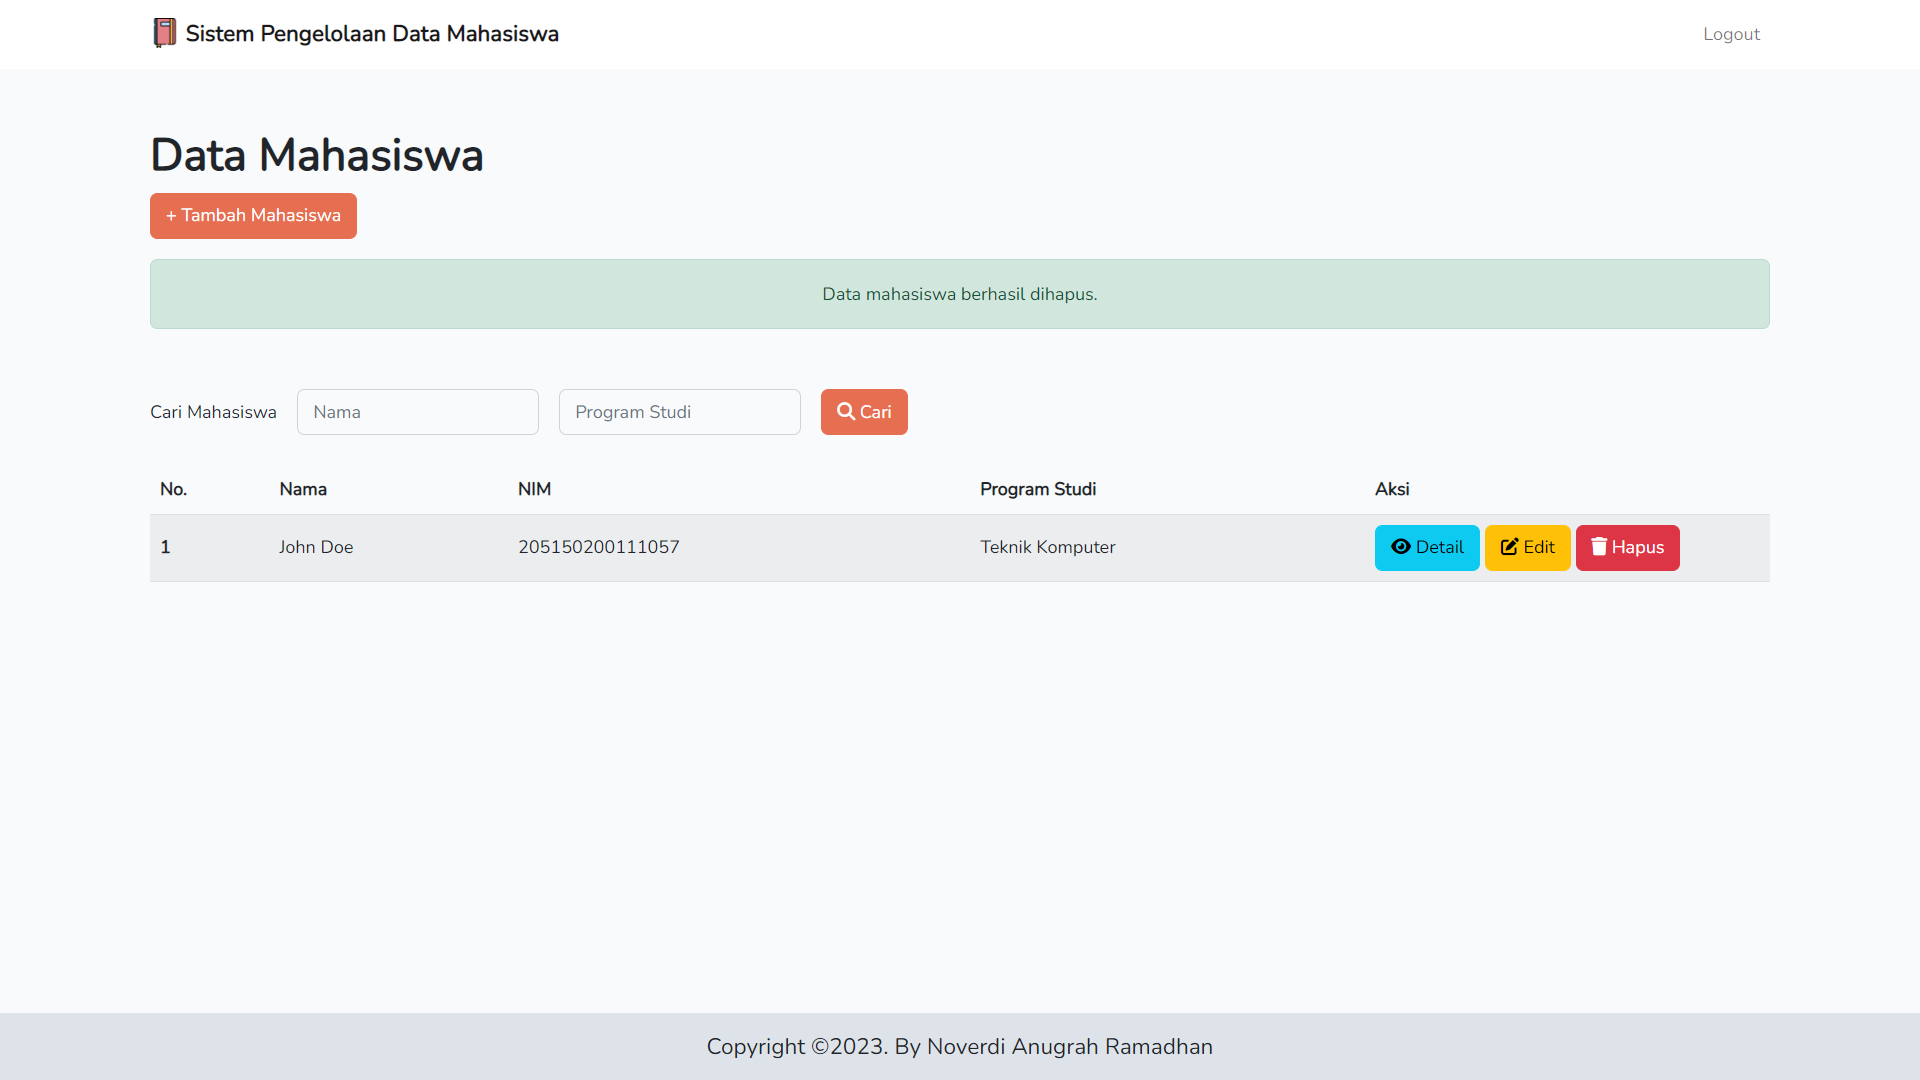 Sistem Pengelolaan Data Mahasiswa
Logout
Data Mahasiswa
+ Tambah Mahasiswa
Data mahasiswa berhasil dihapus.
Cari Mahasiswa Nama Program Studi Cari
No. Nama NIM Program Studi Aksi
1 John Doe 205150200111057 Teknik Komputer Detail Edit Hapus
Copyright ©2023. By Noverdi Anugrah Ramadhan